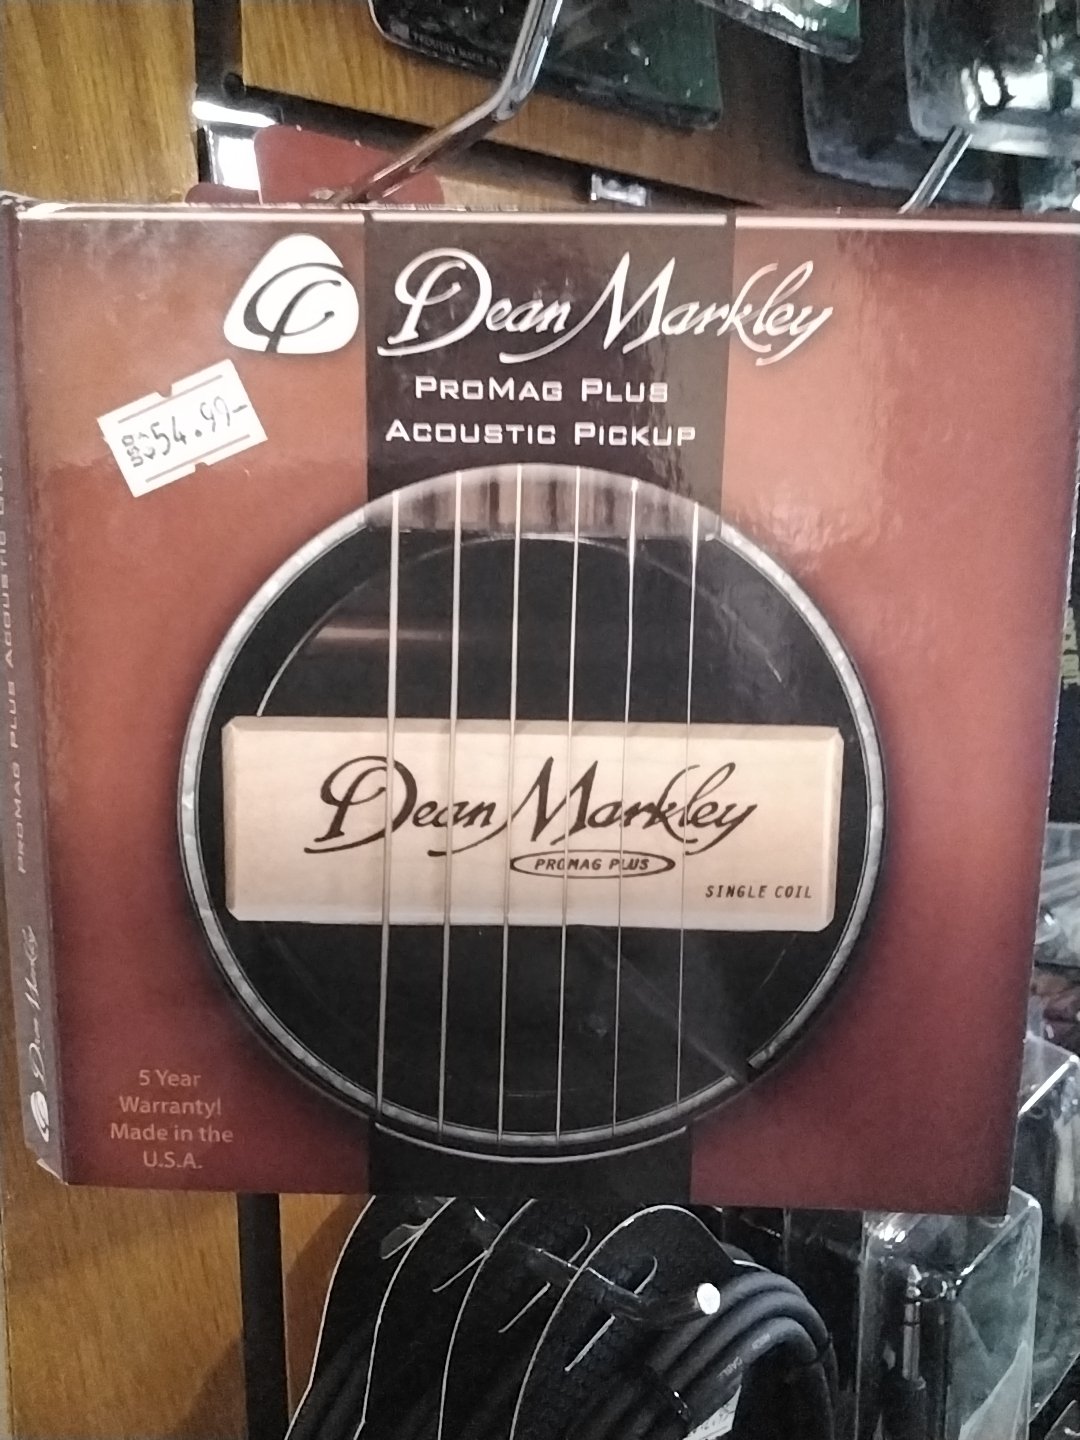 Dean Markley
PROMAG PLUS
ACOUSTIC PICKUP
54.99-
Dean Markley
PROMAG PLUS
SINGLE COIL
5 Year
Warranty!
Made in the
U.S.A.
Dean Markley
PROMAG PLUS ACOUSTIC